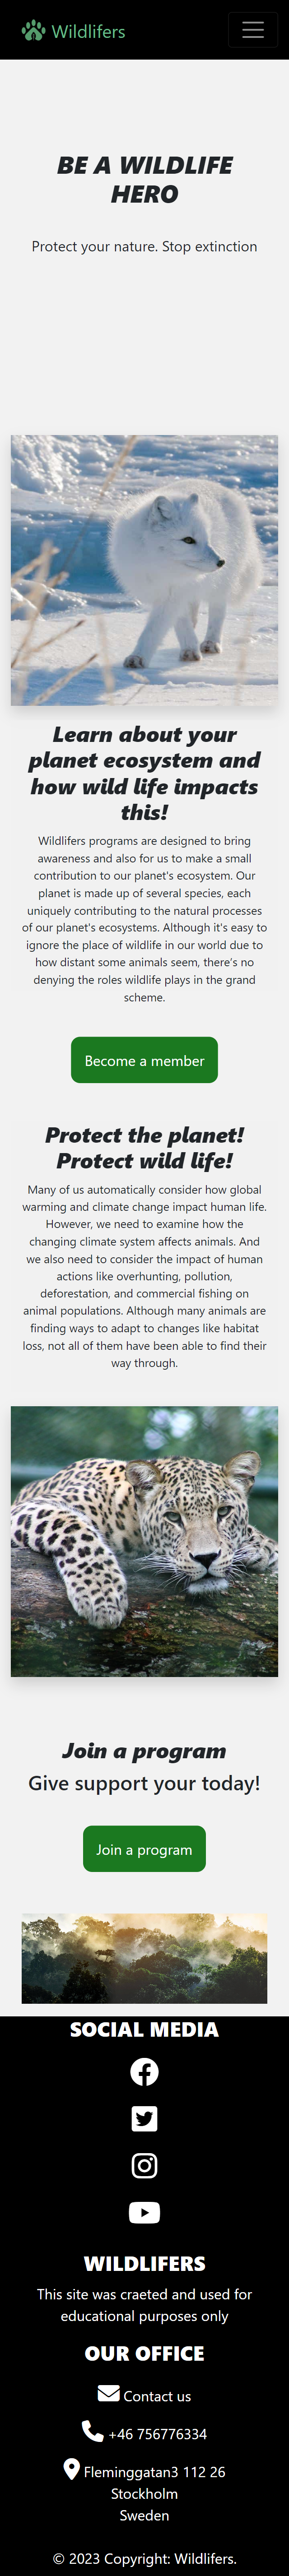 Wildlifers
BE A WILDLIFE
HERO
Protect your nature. Stop extinction
Learn about your
planet ecosystem and
how wild life impacts
this!
Wildlifers programs are designed to bring
awareness and also for us to make a small
contribution to our planet's ecosystem. Our
planet is made up of several species, each
uniquely contributing to the natural processes
of our planet's ecosystems. Although it's easy to
ignore the place of wildlife in our world due to
how distant some animals seem, there's no
denying the roles wildlife plays in the grand
scheme.
Become a member
Protect the planet!
Protect wild life!
Many of us automatically consider how global
warming and climate change impact human life.
However, we need to examine how the
changing climate system affects animals. And
we also need to consider the impact of human
actions like overhunting, pollution,
deforestation, and commercial fishing on
animal populations. Although many animals are
finding ways to adapt to changes like habitat
loss, not all of them have been able to find their
way through.
Join a program
Give support your today!
Join a program
SOCIAL MEDIA
WILDLIFERS
This site was craeted and used for
educational purposes only
OUR OFFICE
Contact us
+46 756776334
Fleminggatan3 112 26
Stockholm
Sweden
© 2023 Copyright: Wildlifers.